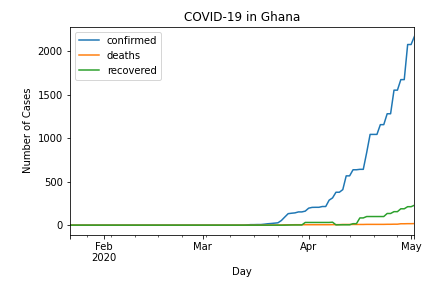 COVID-19 in Ghana
confirmed
deaths
recovered
Number of Cases
2000
1500
1000
500
0
Feb
2020
Mar
Apr
May
Day